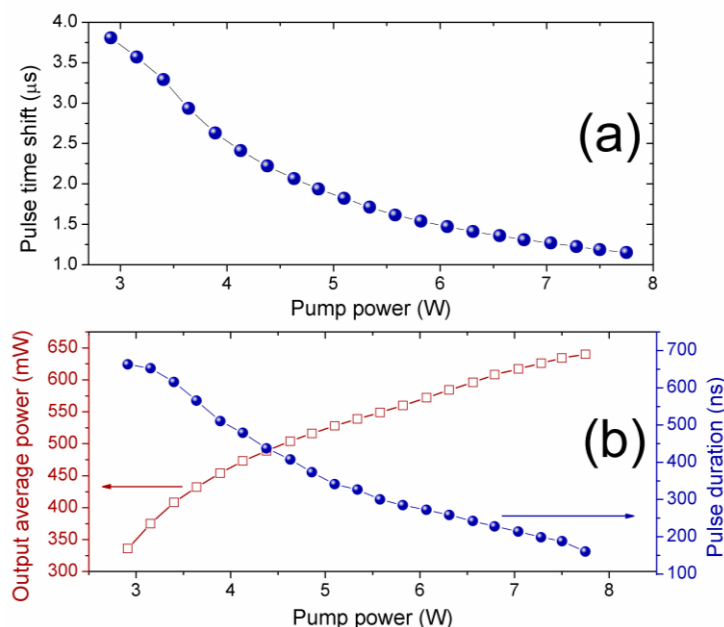 4.0
3.5
3.0
2.5
2.0
1.5
1.0
Pulse time shift (μs)
(a)
3 4 5 6 7 8
Pump power (W)
650
600
550
500
450
400
350
300
Output average power (mW)
(b)
700
600
500
400
300
200
100
Pulse duration (ns)
3 4 5 6 7 8
Pump power (W)